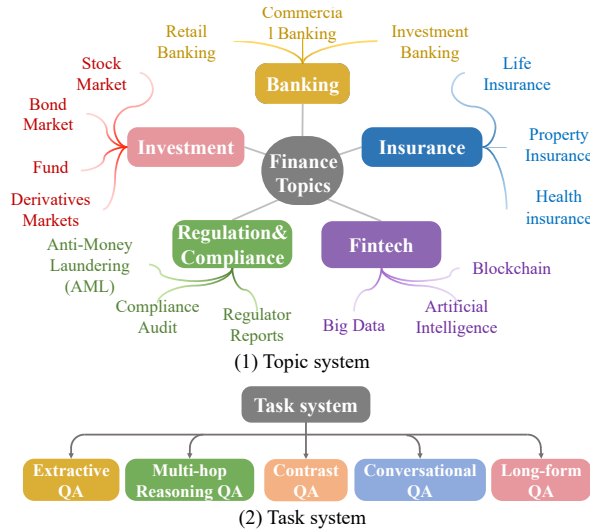 Commercia
l Banking
Retail
Banking
Investment
Banking
Banking
Stock
Market
Bond
Market
Fund
Derivatives
Markets
Investment
Finance
Topics
Insurance
Life
Insurance
Property
Insurance
Health
insurance
Regulation&
Compliance
Anti-Money
Laundering
(AML)
Compliance
Audit
Regulator
Reports
Fintech
Blockchain
Artificial
Intelligence
Big Data
(1) Topic system
Task system
Extractive
QA
Multi-hop
Reasoning QA
Contrast
QA
Conversational
QA
Long-form
QA
(2) Task system